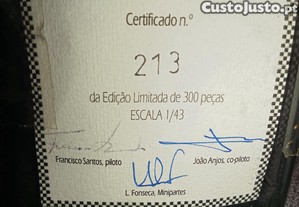 CustoJusto.pt
Certificado n.º
213
da Edição Limitada de 300 peças
ESCALA 1/43
Francisco Santos, piloto
João Anjos, co-piloto
L. Fonseca, Minipartes